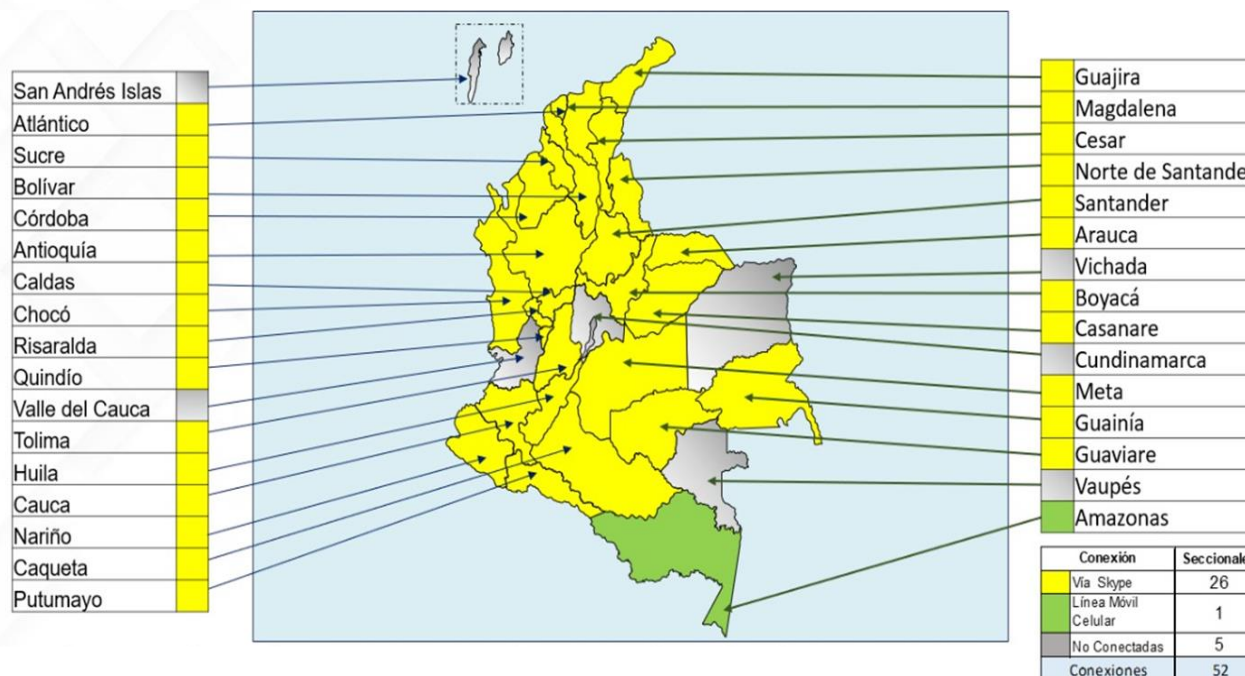 San Andrés Islas
Atlántico
Sucre
Bolívar
Córdoba
Antioquía
Caldas
Chocó
Risaralda
Quindío
Valle del Cauca
Tolima
Huila
Cauca
Nariño
Caqueta
Putumayo
Guajira
Magdalena
Cesar
Norte de Santande
Santander
Arauca
Vichada
Boyacá
Casanare
Cundinamarca
Meta
Guainía
Guaviare
Vaupés
Amazonas
Conexión Seccionale
Vía Skype 26
Línea Móvil
Celular 1
No Conectadas 5
Conexiones 52